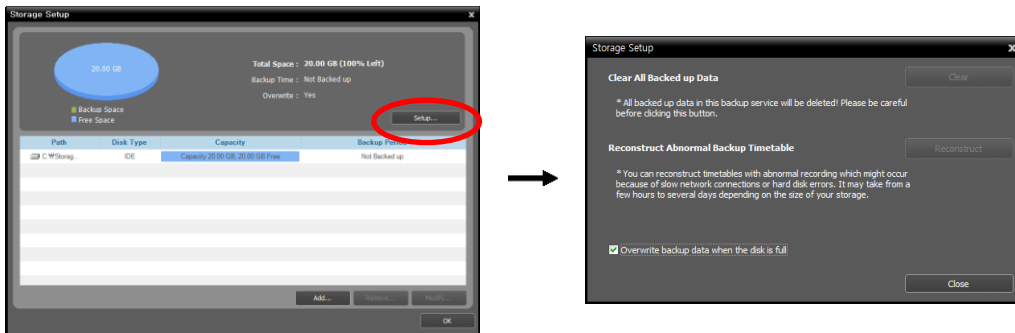 Storage Setup x
20.00 GB
Backup Space
Free Space
Total Space : 20.00 GB (100% Left)
Backup Time : Not Backed up
Overwrite : Yes
Setup...
Path Disk Type Capacity Backup Period
C:₩Storag... IDE Capacity 20.00 GB, 20.00 GB Free Not Backed up
Add... Remove... Modify...
OK
Storage Setup x
Clear All Backed up Data Clear
* All backed up data in this backup service will be deleted! Please be careful
before clicking this button.
Reconstruct Abnormal Backup Timetable Reconstruct
* You can reconstruct timetables with abnormal recording which might occur
because of slow network connections or hard disk errors. It may take from a
few hours to several days depending on the size of your storage.
Overwrite backup data when the disk is full
Close